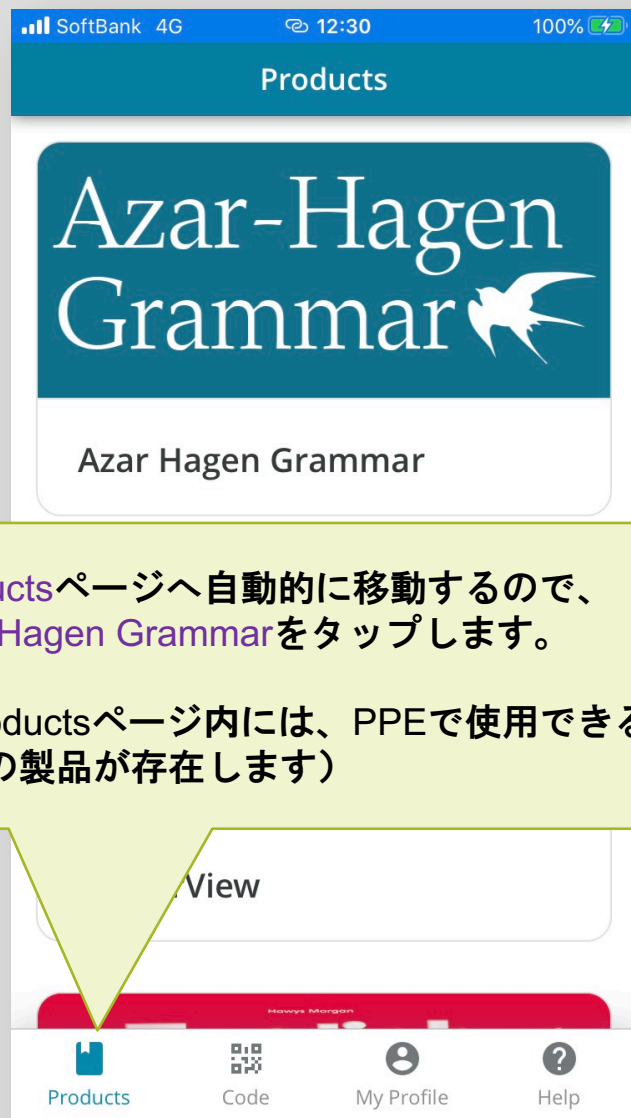 SoftBank 4G 12:30 100%
Products
Azar-Hagen
Grammar
Azar Hagen Grammar
ctsページへ自動的に移動するので、
Hagen Grammarをタップします。
oductsページ内には、PPEで使用できる
の製品が存在します）
View
Hawys Morgan
Products Code My Profile Help